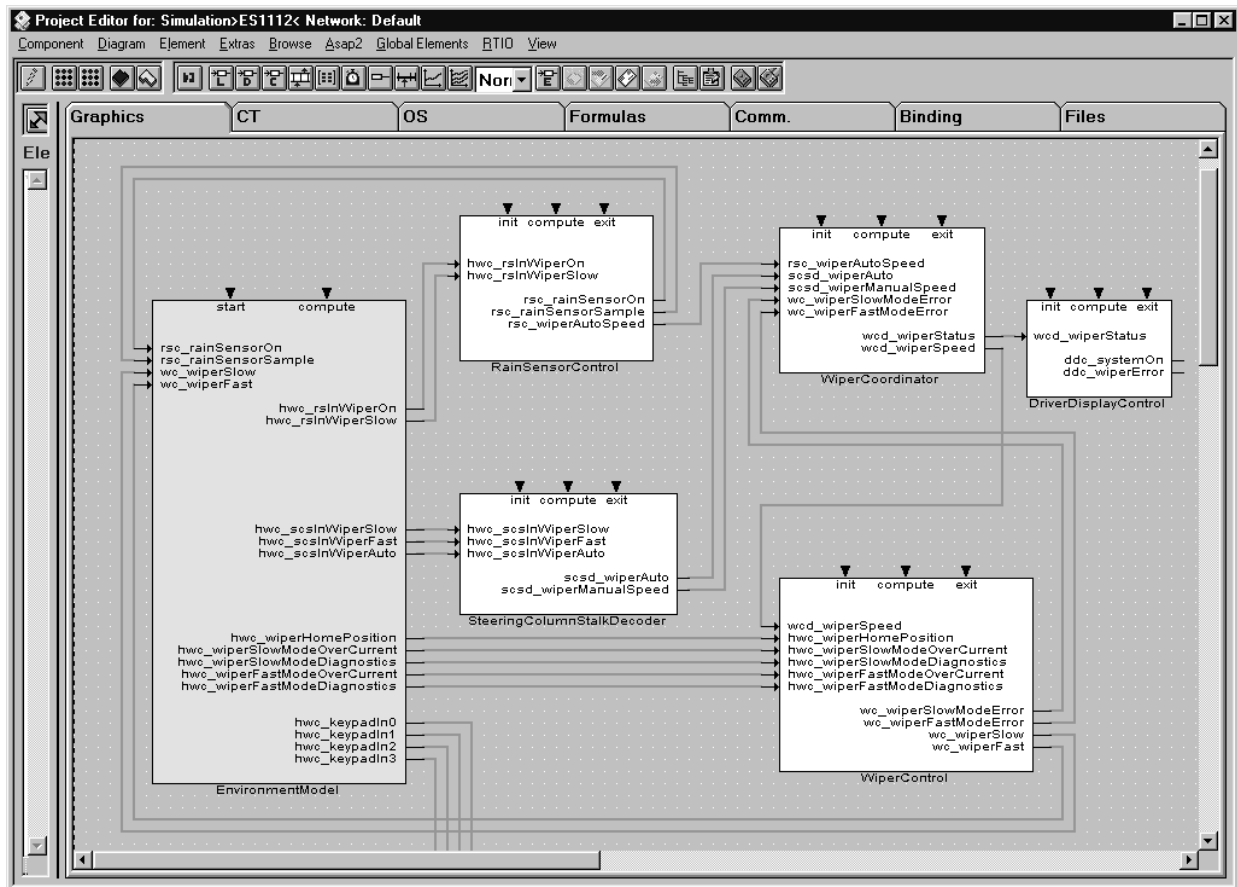 Project Editor for: Simulation>ES1112< Network: Default
Component Diagram Element Extras Browse Asap2 Global Elements RTIO View
Graphics CT OS Formulas Comm. Binding Files
Ele
init compute exit
hwc_rsInWiperOn
hwc_rsInWiperSlow
rsc_rainSensorOn
rsc_rainSensorSample
rsc_wiperAutoSpeed
RainSensorControl
init compute exit
rsc_wiperAutoSpeed
scsd_wiperAuto
scsd_wiperManualSpeed
wc_wiperSlowModeError
wc_wiperFastModeError
wcd_wiperStatus
wcd_wiperSpeed
WiperCoordinator
init compute exit
wcd_wiperStatus
ddc_systemOn
ddc_wiperError
DriverDisplayControl
start compute
rsc_rainSensorOn
rsc_rainSensorSample
wc_wiperSlow
wc_wiperFast
hwc_rsInWiperOn
hwc_rsInWiperSlow
hwc_scsInWiperSlow
hwc_scsInWiperFast
hwc_scsInWiperAuto
hwc_wiperHomePosition
hwc_wiperSlowModeOverCurrent
hwc_wiperSlowModeDiagnostics
hwc_wiperFastModeOverCurrent
hwc_wiperFastModeDiagnostics
hwc_keypadIn0
hwc_keypadIn1
hwc_keypadIn2
hwc_keypadIn3
EnvironmentModel
init compute exit
hwc_scsInWiperSlow
hwc_scsInWiperFast
hwc_scsInWiperAuto
scsd_wiperAuto
scsd_wiperManualSpeed
SteeringColumnStalkDecoder
init compute exit
wcd_wiperSpeed
hwc_wiperHomePosition
hwc_wiperSlowModeOverCurrent
hwc_wiperSlowModeDiagnostics
hwc_wiperFastModeOverCurrent
hwc_wiperFastModeDiagnostics
wc_wiperSlowModeError
wc_wiperFastModeError
wc_wiperSlow
wc_wiperFast
WiperControl